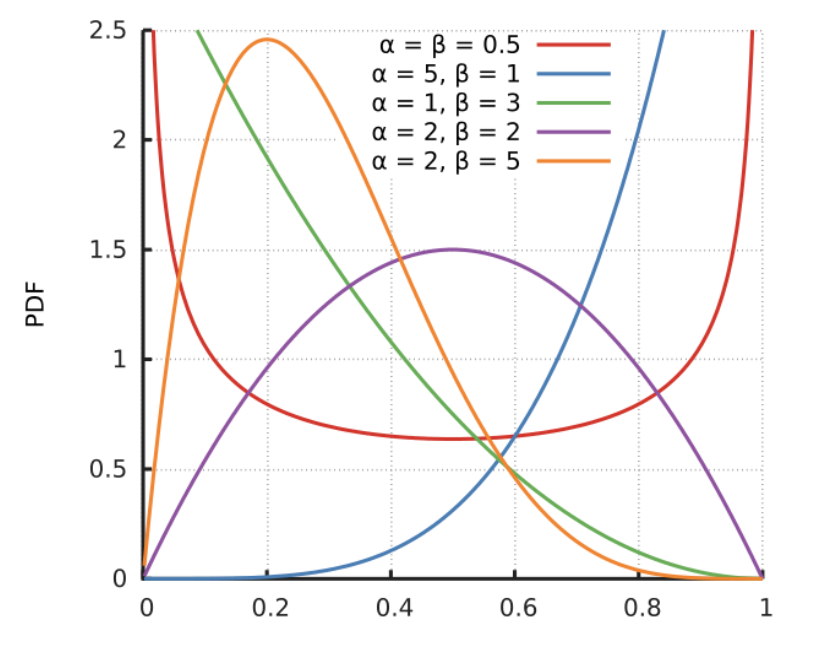 2.5
2
1.5
1
0.5
0
PDF
α = β = 0.5
α = 5, β = 1
α = 1, β = 3
α = 2, β = 2
α = 2, β = 5
0 0.2 0.4 0.6 0.8 1